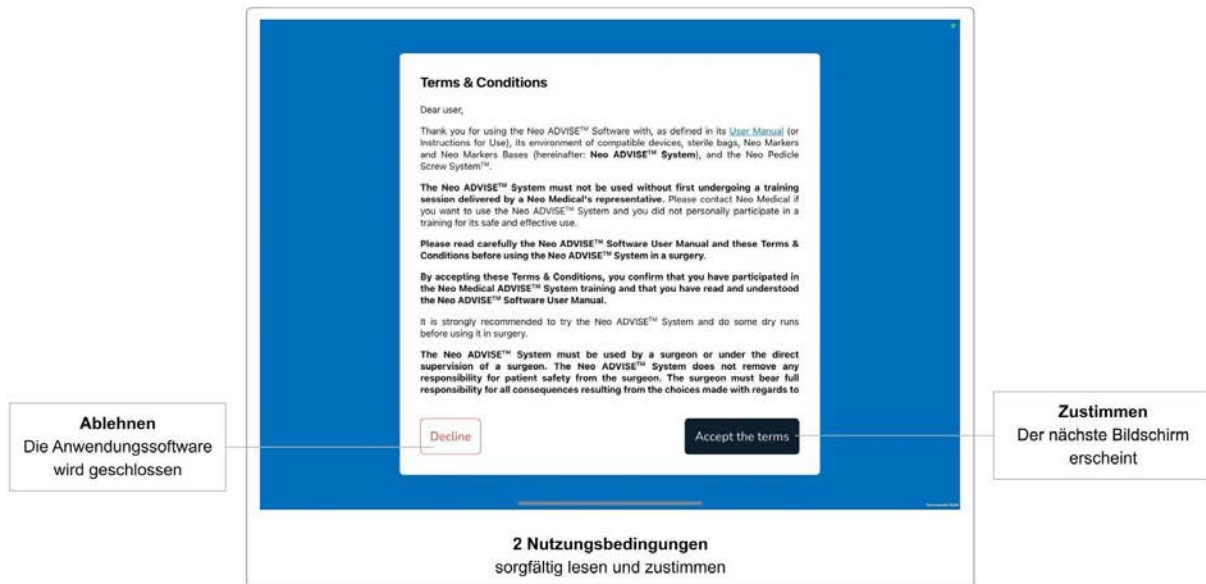 Terms & Conditions
Dear user,
Thank you for using the Neo ADVISE™ Software with, as defined in its User Manual (or
Instructions for Use), its environment of compatible devices, sterile bags, Neo Markers
and Neo Markers Bases (hereinafter: Neo ADVISE™ System), and the Neo Pedicle
Screw System™.
The Neo ADVISE™ System must not be used without first undergoing a training
session delivered by a Neo Medical's representative. Please contact Neo Medical if
you want to use the Neo ADVISE™ System and you did not personally participate in a
training for its safe and effective use.
Please read carefully the Neo ADVISE™ Software User Manual and these Terms &
Conditions before using the Neo ADVISE™ System in a surgery.
By accepting these Terms & Conditions, you confirm that you have participated in
the Neo Medical ADVISE™ System training and that you have read and understood
the Neo ADVISE™ Software User Manual.
It is strongly recommended to try the Neo ADVISE™ System and do some dry runs
before using it in surgery.
The Neo ADVISE™ System must be used by a surgeon or under the direct
supervision of a surgeon. The Neo ADVISE™ System does not remove any
responsibility for patient safety from the surgeon. The surgeon must bear full
responsibility for all consequences resulting from the choices made with regards to
Decline
Accept the terms
Ablehnen
Die Anwendungssoftware
wird geschlossen
Zustimmen
Der nächste Bildschirm
erscheint
2 Nutzungsbedingungen
sorgfältig lesen und zustimmen